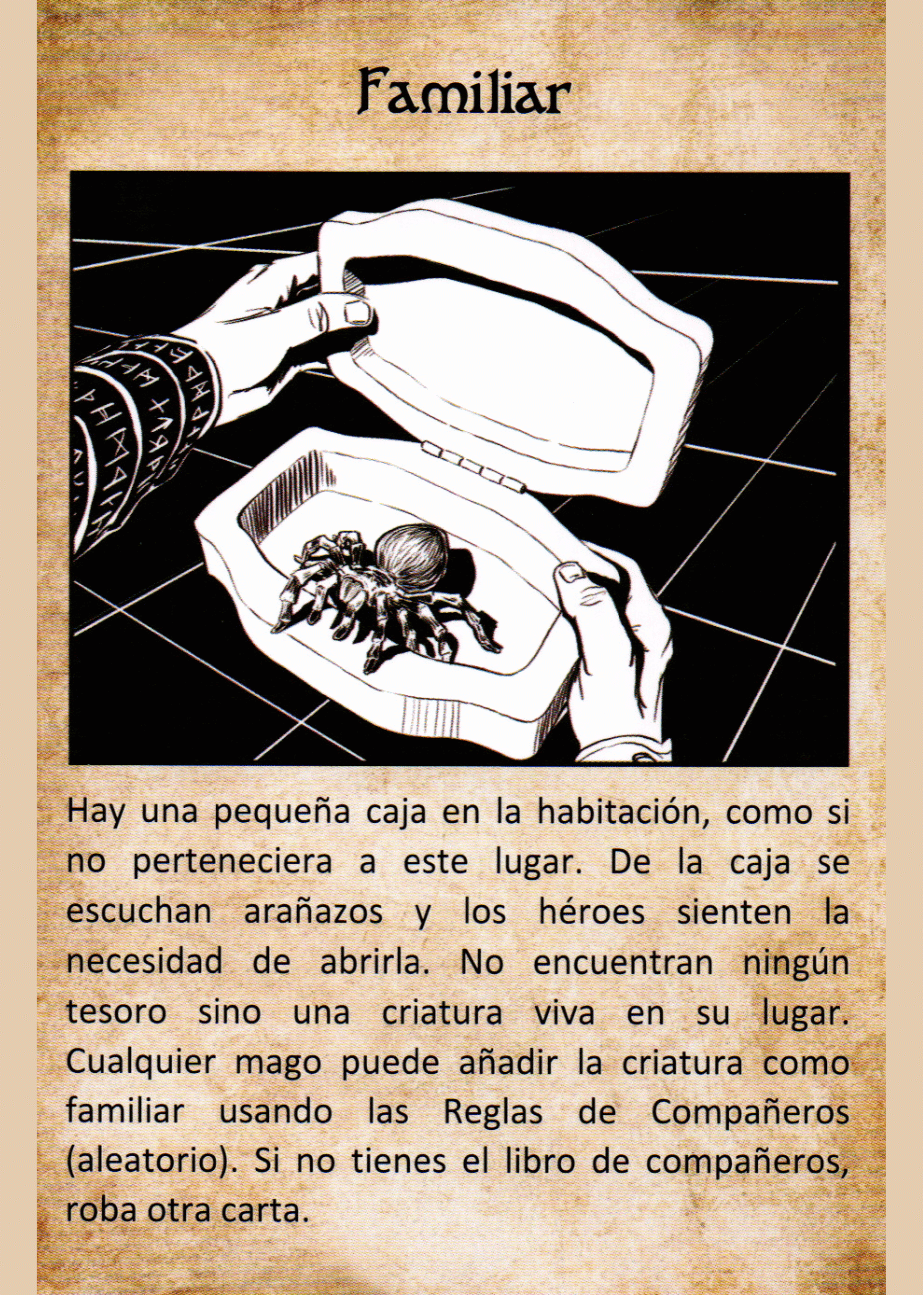 Familiar
Hay una pequeña caja en la habitación, como si
no perteneciera a este lugar. De la caja se
escuchan arañazos y los héroes sienten la
necesidad de abrirla. No encuentran ningún
tesoro sino una criatura viva en su lugar.
Cualquier mago puede añadir la criatura como
familiar usando las Reglas de Compañeros
(aleatorio). Si no tienes el libro de compañeros,
roba otra carta.